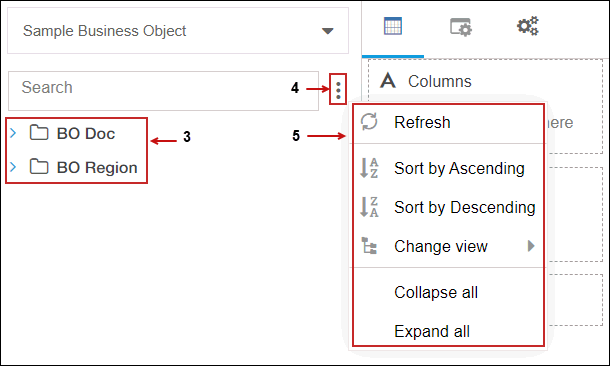 Sample Business Object
Search
4
A Columns
BO Doc
3
BO Region
5
Refresh
here
Sort by Ascending
Sort by Descending
Change view
Collapse all
Expand all